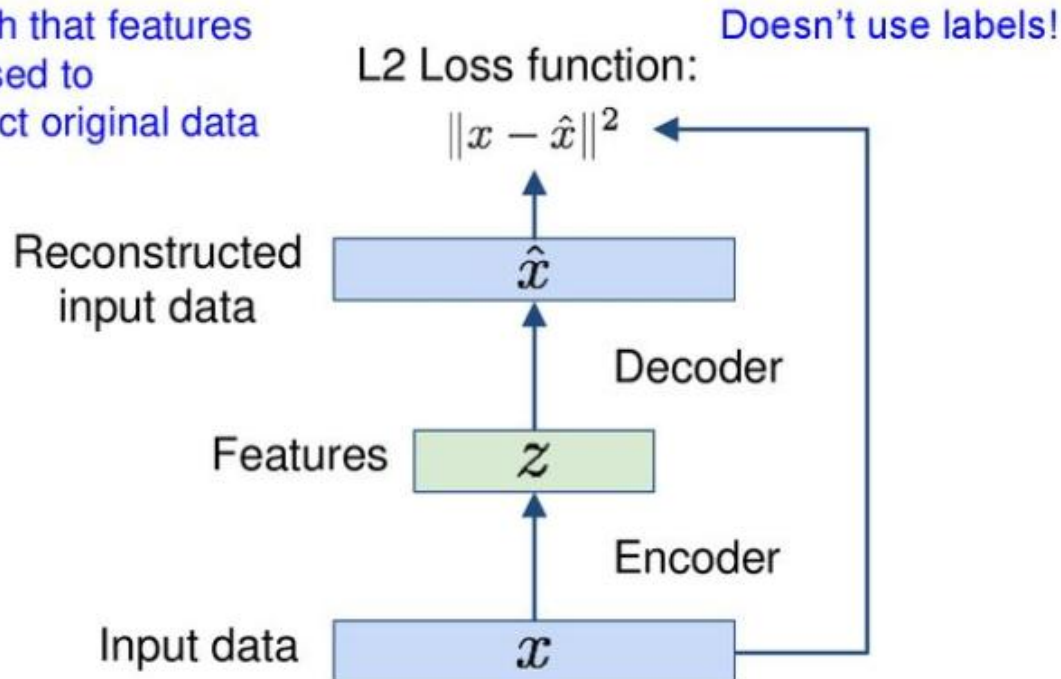 h that features
sed to
ct original data
Doesn't use labels!
L2 Loss function:
‖x − x̂‖²
Reconstructed
input data
x̂
Decoder
Features
z
Encoder
Input data
x